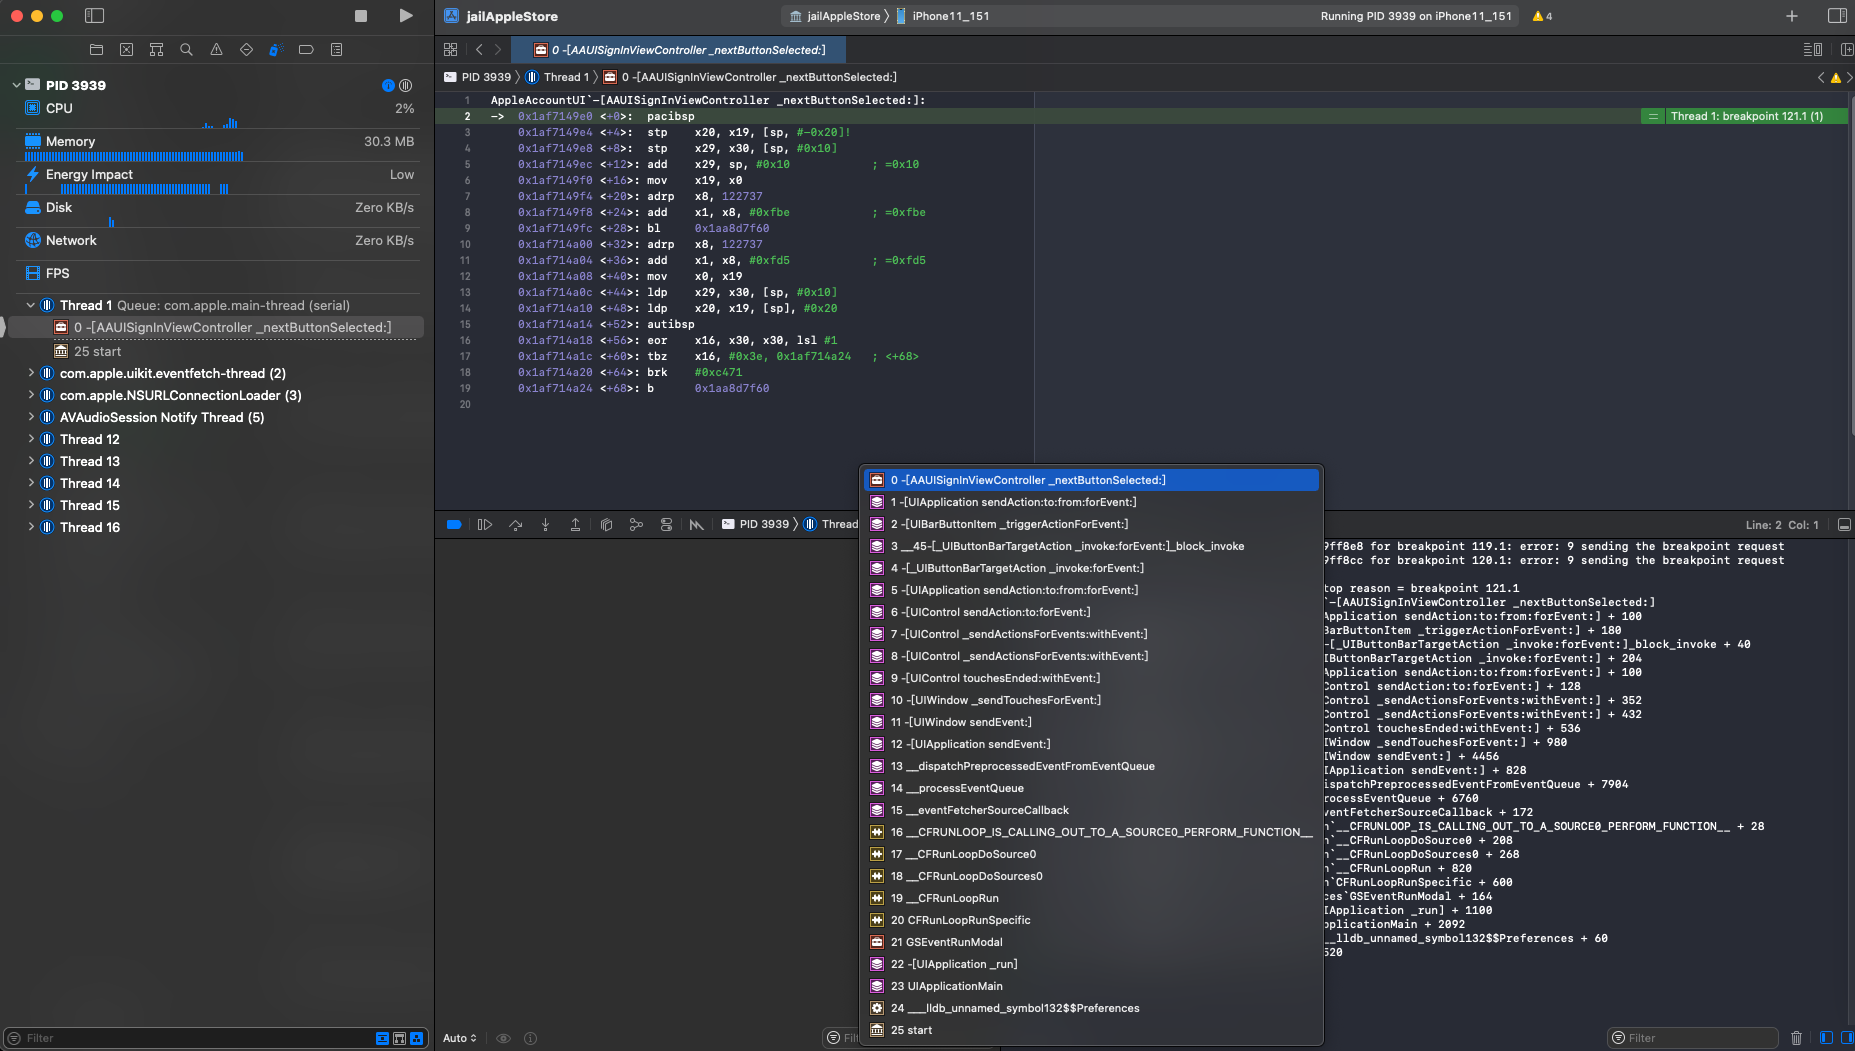 jailAppleStore
jailAppleStore
iPhone11_151
Running PID 3939 on iPhone11_151
4
0 -[AAUISignInViewController _nextButtonSelected:]
PID 3939
Thread 1
0 -[AAUISignInViewController _nextButtonSelected:]
PID 3939
CPU
2%
Memory
30.3 MB
Energy Impact
Low
Disk
Zero KB/s
Network
Zero KB/s
FPS
Thread 1 Queue: com.apple.main-thread (serial)
0 -[AAUISignInViewController _nextButtonSelected:]
25 start
com.apple.uikit.eventfetch-thread (2)
com.apple.NSURLConnectionLoader (3)
AVAudioSession Notify Thread (5)
Thread 12
Thread 13
Thread 14
Thread 15
Thread 16
Filter
1 AppleAccountUI`-[AAUISignInViewController _nextButtonSelected:]:
2 -> 0x1af7149e0 <+0>: pacibsp
Thread 1: breakpoint 121.1 (1)
3 0x1af7149e4 <+4>: stp x20, x19, [sp, #-0x20]!
4 0x1af7149e8 <+8>: stp x29, x30, [sp, #0x10]
5 0x1af7149ec <+12>: add x29, sp, #0x10 ; =0x10
6 0x1af7149f0 <+16>: mov x19, x0
7 0x1af7149f4 <+20>: adrp x8, 122737
8 0x1af7149f8 <+24>: add x1, x8, #0xfbe ; =0xfbe
9 0x1af7149fc <+28>: bl 0x1aa8d7f60
10 0x1af714a00 <+32>: adrp x8, 122737
11 0x1af714a04 <+36>: add x1, x8, #0xfd5 ; =0xfd5
12 0x1af714a08 <+40>: mov x0, x19
13 0x1af714a0c <+44>: ldp x29, x30, [sp, #0x10]
14 0x1af714a10 <+48>: ldp x20, x19, [sp], #0x20
15 0x1af714a14 <+52>: autibsp
16 0x1af714a18 <+56>: eor x16, x30, x30, lsl #1
17 0x1af714a1c <+60>: tbz x16, #0x3e, 0x1af714a24 ; <+68>
18 0x1af714a20 <+64>: brk #0xc471
19 0x1af714a24 <+68>: b 0x1aa8d7f60
20
PID 3939
Thread
Line: 2 Col: 1
0 -[AAUISignInViewController _nextButtonSelected:]
1 -[UIApplication sendAction:to:from:forEvent:]
2 -[UIBarButtonItem _triggerActionForEvent:]
3 __45-[_UIButtonBarTargetAction _invoke:forEvent:]_block_invoke
4 -[_UIButtonBarTargetAction _invoke:forEvent:]
5 -[UIApplication sendAction:to:from:forEvent:]
6 -[UIControl sendAction:to:forEvent:]
7 -[UIControl _sendActionsForEvents:withEvent:]
8 -[UIControl _sendActionsForEvents:withEvent:]
9 -[UIControl touchesEnded:withEvent:]
10 -[UIWindow _sendTouchesForEvent:]
11 -[UIWindow sendEvent:]
12 -[UIApplication sendEvent:]
13 __dispatchPreprocessedEventFromEventQueue
14 __processEventQueue
15 __eventFetcherSourceCallback
16 __CFRUNLOOP_IS_CALLING_OUT_TO_A_SOURCE0_PERFORM_FUNCTION__
17 __CFRunLoopDoSource0
18 __CFRunLoopDoSources0
19 __CFRunLoopRun
20 CFRunLoopRunSpecific
21 GSEventRunModal
22 -[UIApplication _run]
23 UIApplicationMain
24 ___lldb_unnamed_symbol132$$Preferences
25 start
9ff8e8 for breakpoint 119.1: error: 9 sending the breakpoint request
9ff8cc for breakpoint 120.1: error: 9 sending the breakpoint request
top reason = breakpoint 121.1
`-[AAUISignInViewController _nextButtonSelected:]
Application sendAction:to:from:forEvent:] + 100
BarButtonItem _triggerActionForEvent:] + 180
-[_UIButtonBarTargetAction _invoke:forEvent:]_block_invoke + 40
IButtonBarTargetAction _invoke:forEvent:] + 204
Application sendAction:to:from:forEvent:] + 100
Control sendAction:to:forEvent:] + 128
Control _sendActionsForEvents:withEvent:] + 352
Control _sendActionsForEvents:withEvent:] + 432
Control touchesEnded:withEvent:] + 536
IWindow _sendTouchesForEvent:] + 980
IWindow sendEvent:] + 4456
IApplication sendEvent:] + 828
ispatchPreprocessedEventFromEventQueue + 7904
rocessEventQueue + 6760
ventFetcherSourceCallback + 172
n`__CFRUNLOOP_IS_CALLING_OUT_TO_A_SOURCE0_PERFORM_FUNCTION__ + 28
n`__CFRunLoopDoSource0 + 208
n`__CFRunLoopDoSources0 + 268
n`__CFRunLoopRun + 820
n`CFRunLoopRunSpecific + 600
ces`GSEventRunModal + 164
IApplication _run] + 1100
pplicationMain + 2092
__lldb_unnamed_symbol132$$Preferences + 60
520
Auto
Filt
Filter